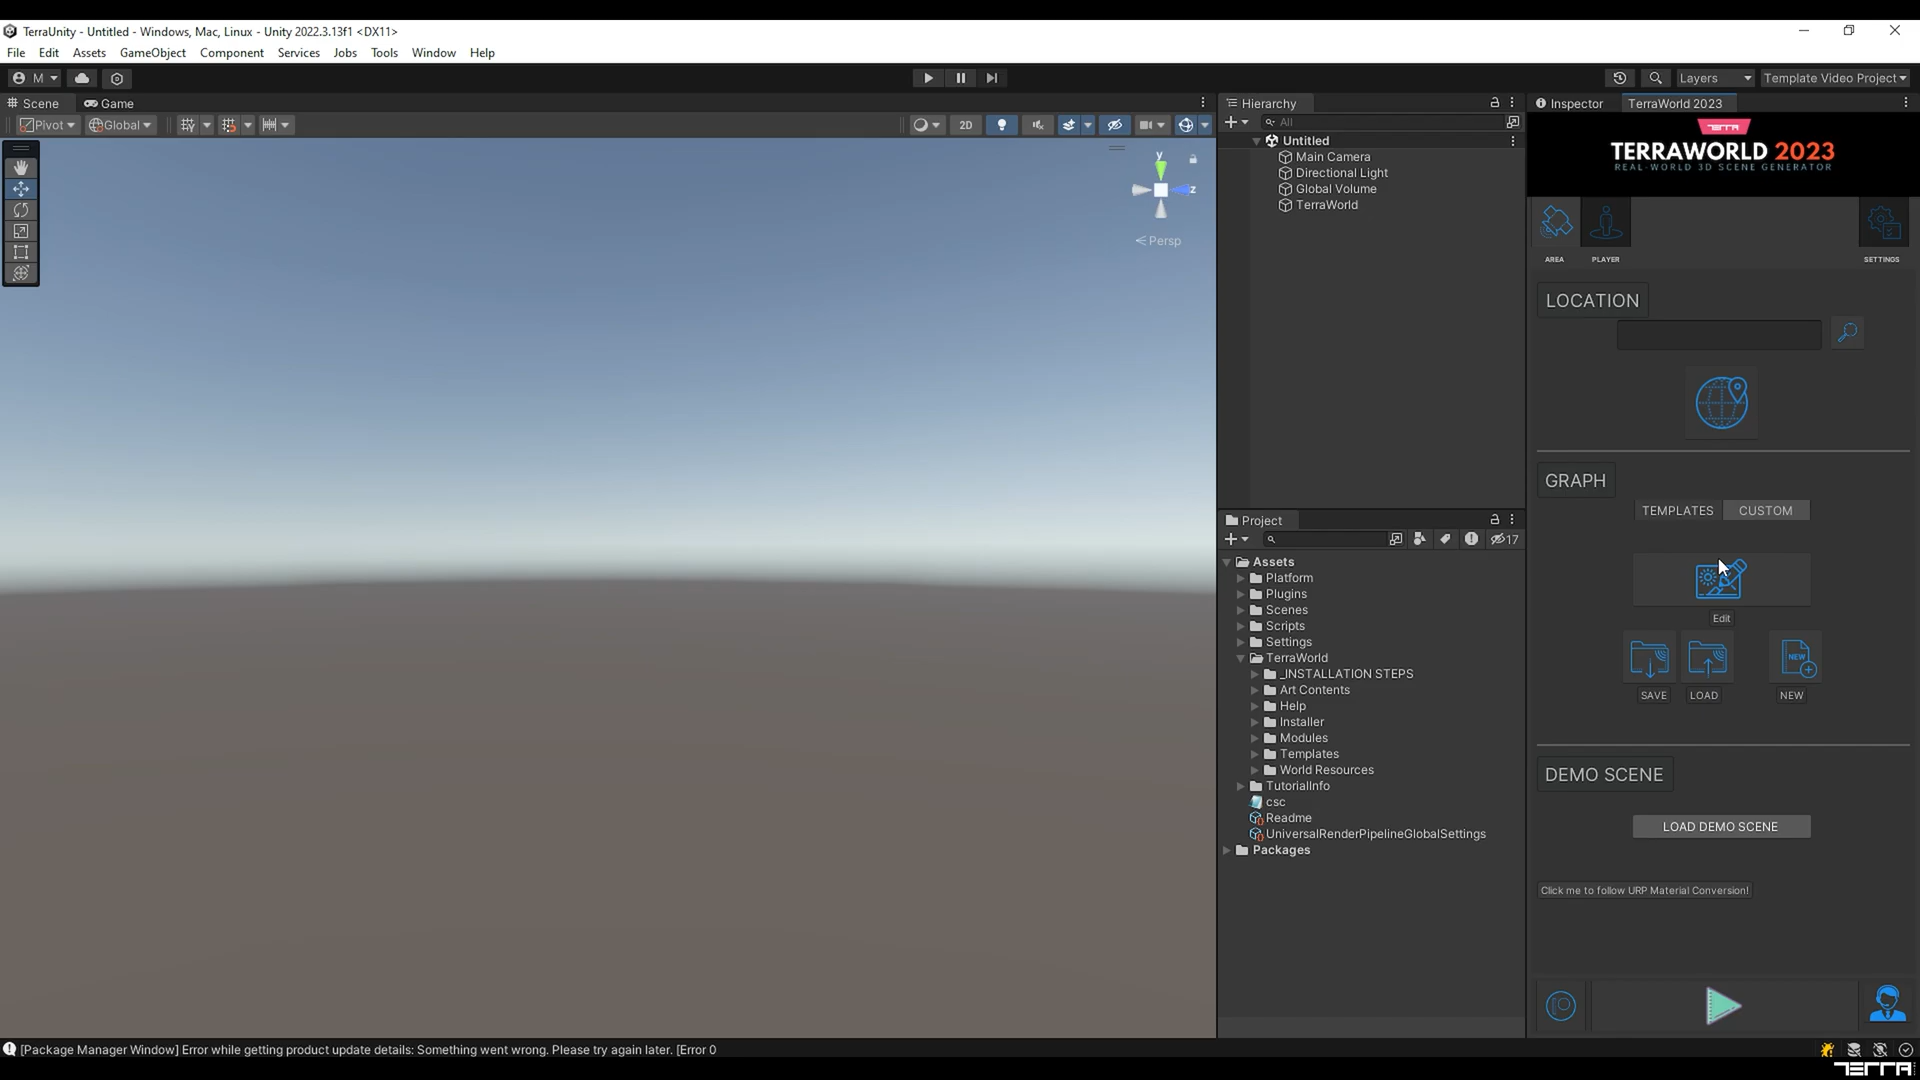 TerraUnity - Untitled - Windows, Mac, Linux - Unity 2022.3.13f1 <DX11>
File Edit Assets GameObject Component Services Jobs Tools Window Help
M
Layers
Template Video Project
Scene
Game
Pivot
Global
2D
y
z
Persp
Hierarchy
All
Untitled
Main Camera
Directional Light
Global Volume
TerraWorld
Project
17
Assets
Platform
Plugins
Scenes
Scripts
Settings
TerraWorld
_INSTALLATION STEPS
Art Contents
Help
Installer
Modules
Templates
World Resources
TutorialInfo
csc
Readme
UniversalRenderPipelineGlobalSettings
Packages
Inspector
TerraWorld 2023
TERRA
TERRAWORLD 2023
REAL-WORLD 3D SCENE GENERATOR
AREA
PLAYER
SETTINGS
LOCATION
GRAPH
TEMPLATES
CUSTOM
Edit
NEW
SAVE
LOAD
NEW
DEMO SCENE
LOAD DEMO SCENE
Click me to follow URP Material Conversion!
[Package Manager Window] Error while getting product update details: Something went wrong. Please try again later. [Error 0
TERRA